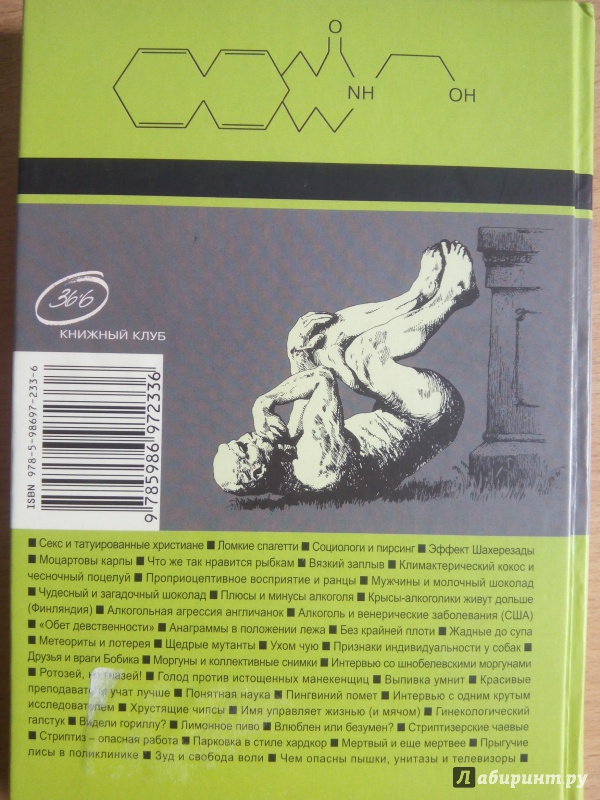 O
NH
OH
36'6
КНИЖНЫЙ КЛУБ
ISBN 978-5-98697-233-6
9 785986 972336
■ Секс и татуированные христиане ■ Ломкие спагетти ■ Социологи и пирсинг ■ Эффект Шахерезады
■ Моцартовы карпы ■ Что же так нравится рыбкам ■ Вязкий заплыв ■ Климактерический кокос и
чесночный поцелуй ■ Проприоцептивное восприятие и ранцы ■ Мужчины и молочный шоколад
■ Чудесный и загадочный шоколад ■ Плюсы и минусы алкоголя ■ Крысы-алкоголики живут дольше
(Финляндия) ■ Алкогольная агрессия англичанок ■ Алкоголь и венерические заболевания (США)
■ «Обет девственности» ■ Анаграммы в положении лежа ■ Без крайней плоти ■ Жадные до супа
■ Метеориты и лотерея ■ Щедрые мутанты ■ Ухом чую ■ Признаки индивидуальности у собак ■
Друзья и враги Бобика ■ Моргуны и коллективные снимки ■ Интервью со шнобелевскими моргунами
■ Ротозей, не глазей! ■ Голод против истощенных манекенщиц ■ Выпивка умнит ■ Красивые
преподаватели учат лучше ■ Понятная наука ■ Пингвиний помет ■ Интервью с одним крутым
исследователем ■ Хрустящие чипсы ■ Имя управляет жизнью (и мячом) ■ Гинекологический
галстук ■ Видели гориллу? ■ Лимонное пиво ■ Влюблен или безумен? ■ Стриптизерские чаевые
■ Стриптиз – опасная работа ■ Парковка в стиле хардкор ■ Мертвый и еще мертвее ■ Прыгучие
лисы в поликлинике ■ Зуд и свобода воли ■ Чем опасны пышки, унитазы и телевизоры ■
Лабиринт.ру